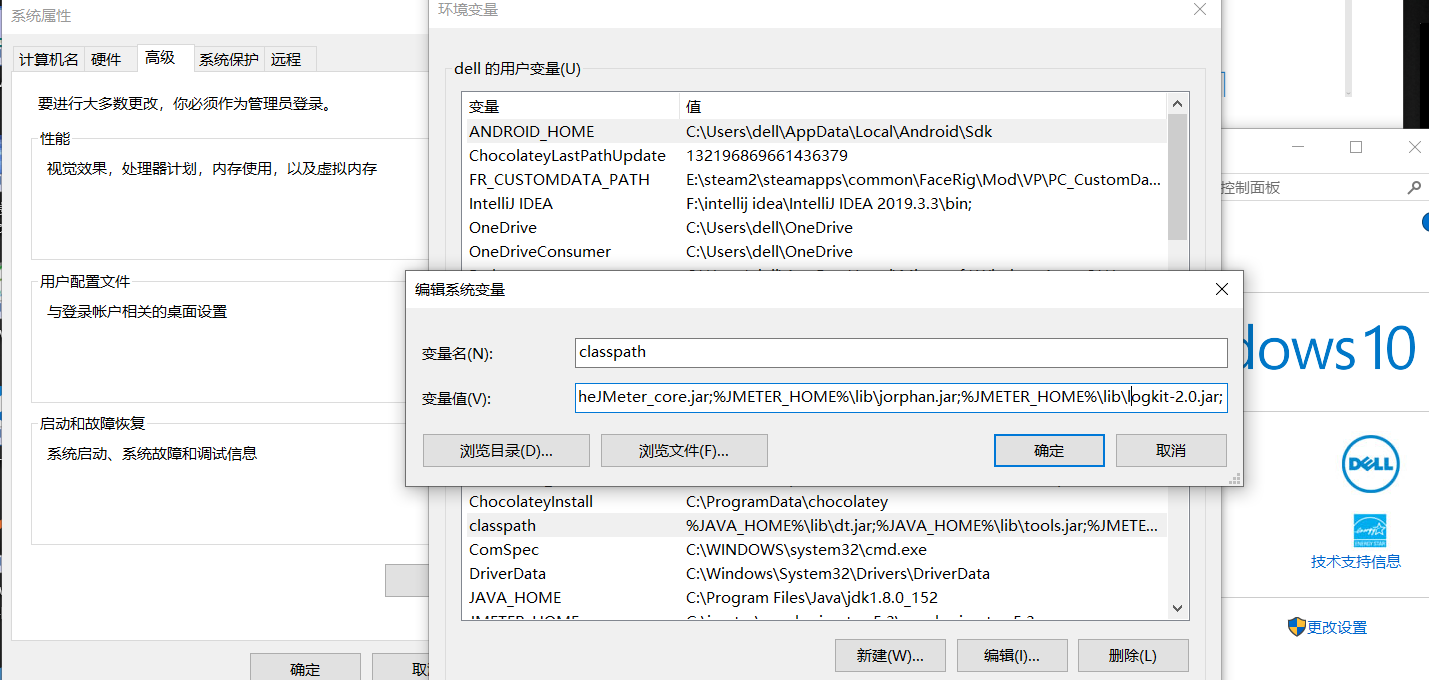 系统属性
计算机名 硬件 高级 系统保护 远程
要进行大多数更改，你必须作为管理员登录。
性能
视觉效果，处理器计划，内存使用，以及虚拟内存
用户配置文件
与登录帐户相关的桌面设置
启动和故障恢复
系统启动、系统故障和调试信息
确定
环境变量
dell 的用户变量(U)
变量 值
ANDROID_HOME C:\Users\dell\AppData\Local\Android\Sdk
ChocolateyLastPathUpdate 132196869661436379
FR_CUSTOMDATA_PATH E:\steam2\steamapps\common\FaceRig\Mod\VP\PC_CustomDa...
IntelliJ IDEA F:\intellij idea\IntelliJ IDEA 2019.3.3\bin;
OneDrive C:\Users\dell\OneDrive
OneDriveConsumer C:\Users\dell\OneDrive
编辑系统变量
变量名(N): classpath
变量值(V): heJMeter_core.jar;%JMETER_HOME%\lib\jorphan.jar;%JMETER_HOME%\lib\logkit-2.0.jar;
浏览目录(D)... 浏览文件(F)... 确定 取消
ChocolateyInstall C:\ProgramData\chocolatey
classpath %JAVA_HOME%\lib\dt.jar;%JAVA_HOME%\lib\tools.jar;%JMETE...
ComSpec C:\WINDOWS\system32\cmd.exe
DriverData C:\Windows\System32\Drivers\DriverData
JAVA_HOME C:\Program Files\Java\jdk1.8.0_152
新建(W)... 编辑(I)... 删除(L)
控制面板
dows 10
DELL
ENERGY STAR
技术支持信息
更改设置